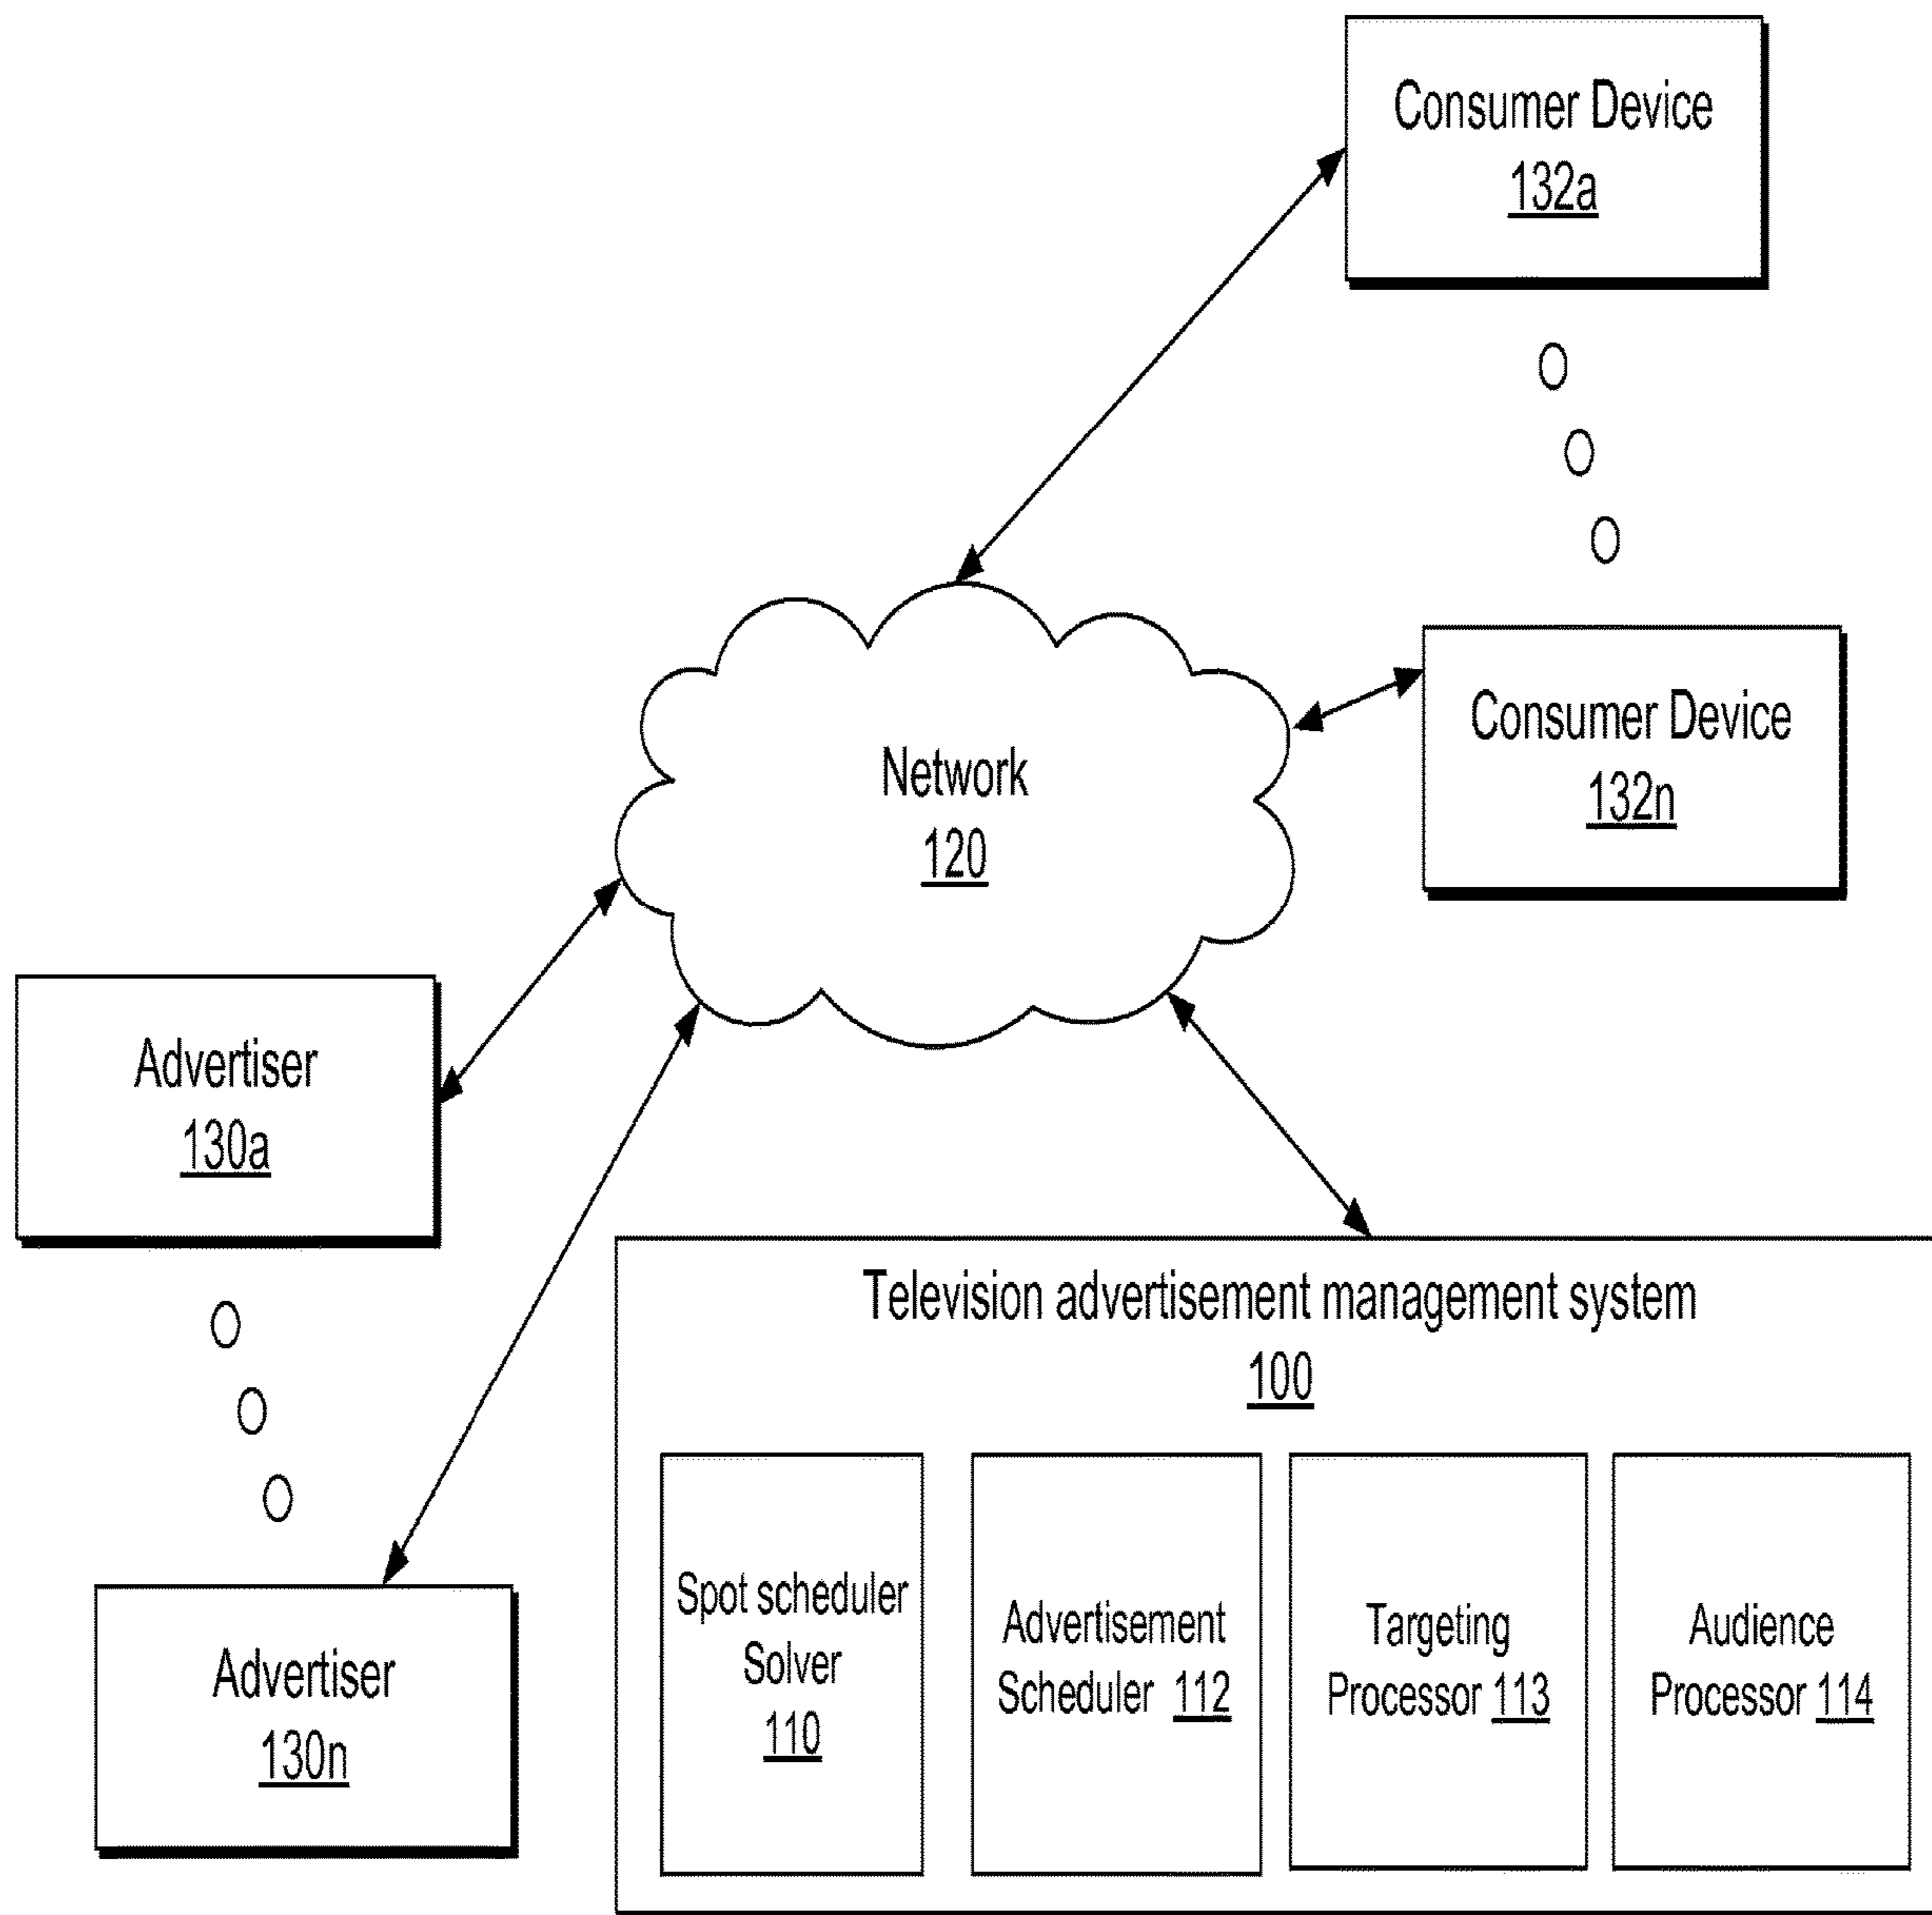 Consumer Device
132a
Consumer Device
132n
Network
120
Advertiser
130a
Advertiser
130n
Television advertisement management system
100
Spot scheduler
Solver
110
Advertisement
Scheduler 112
Targeting
Processor 113
Audience
Processor 114